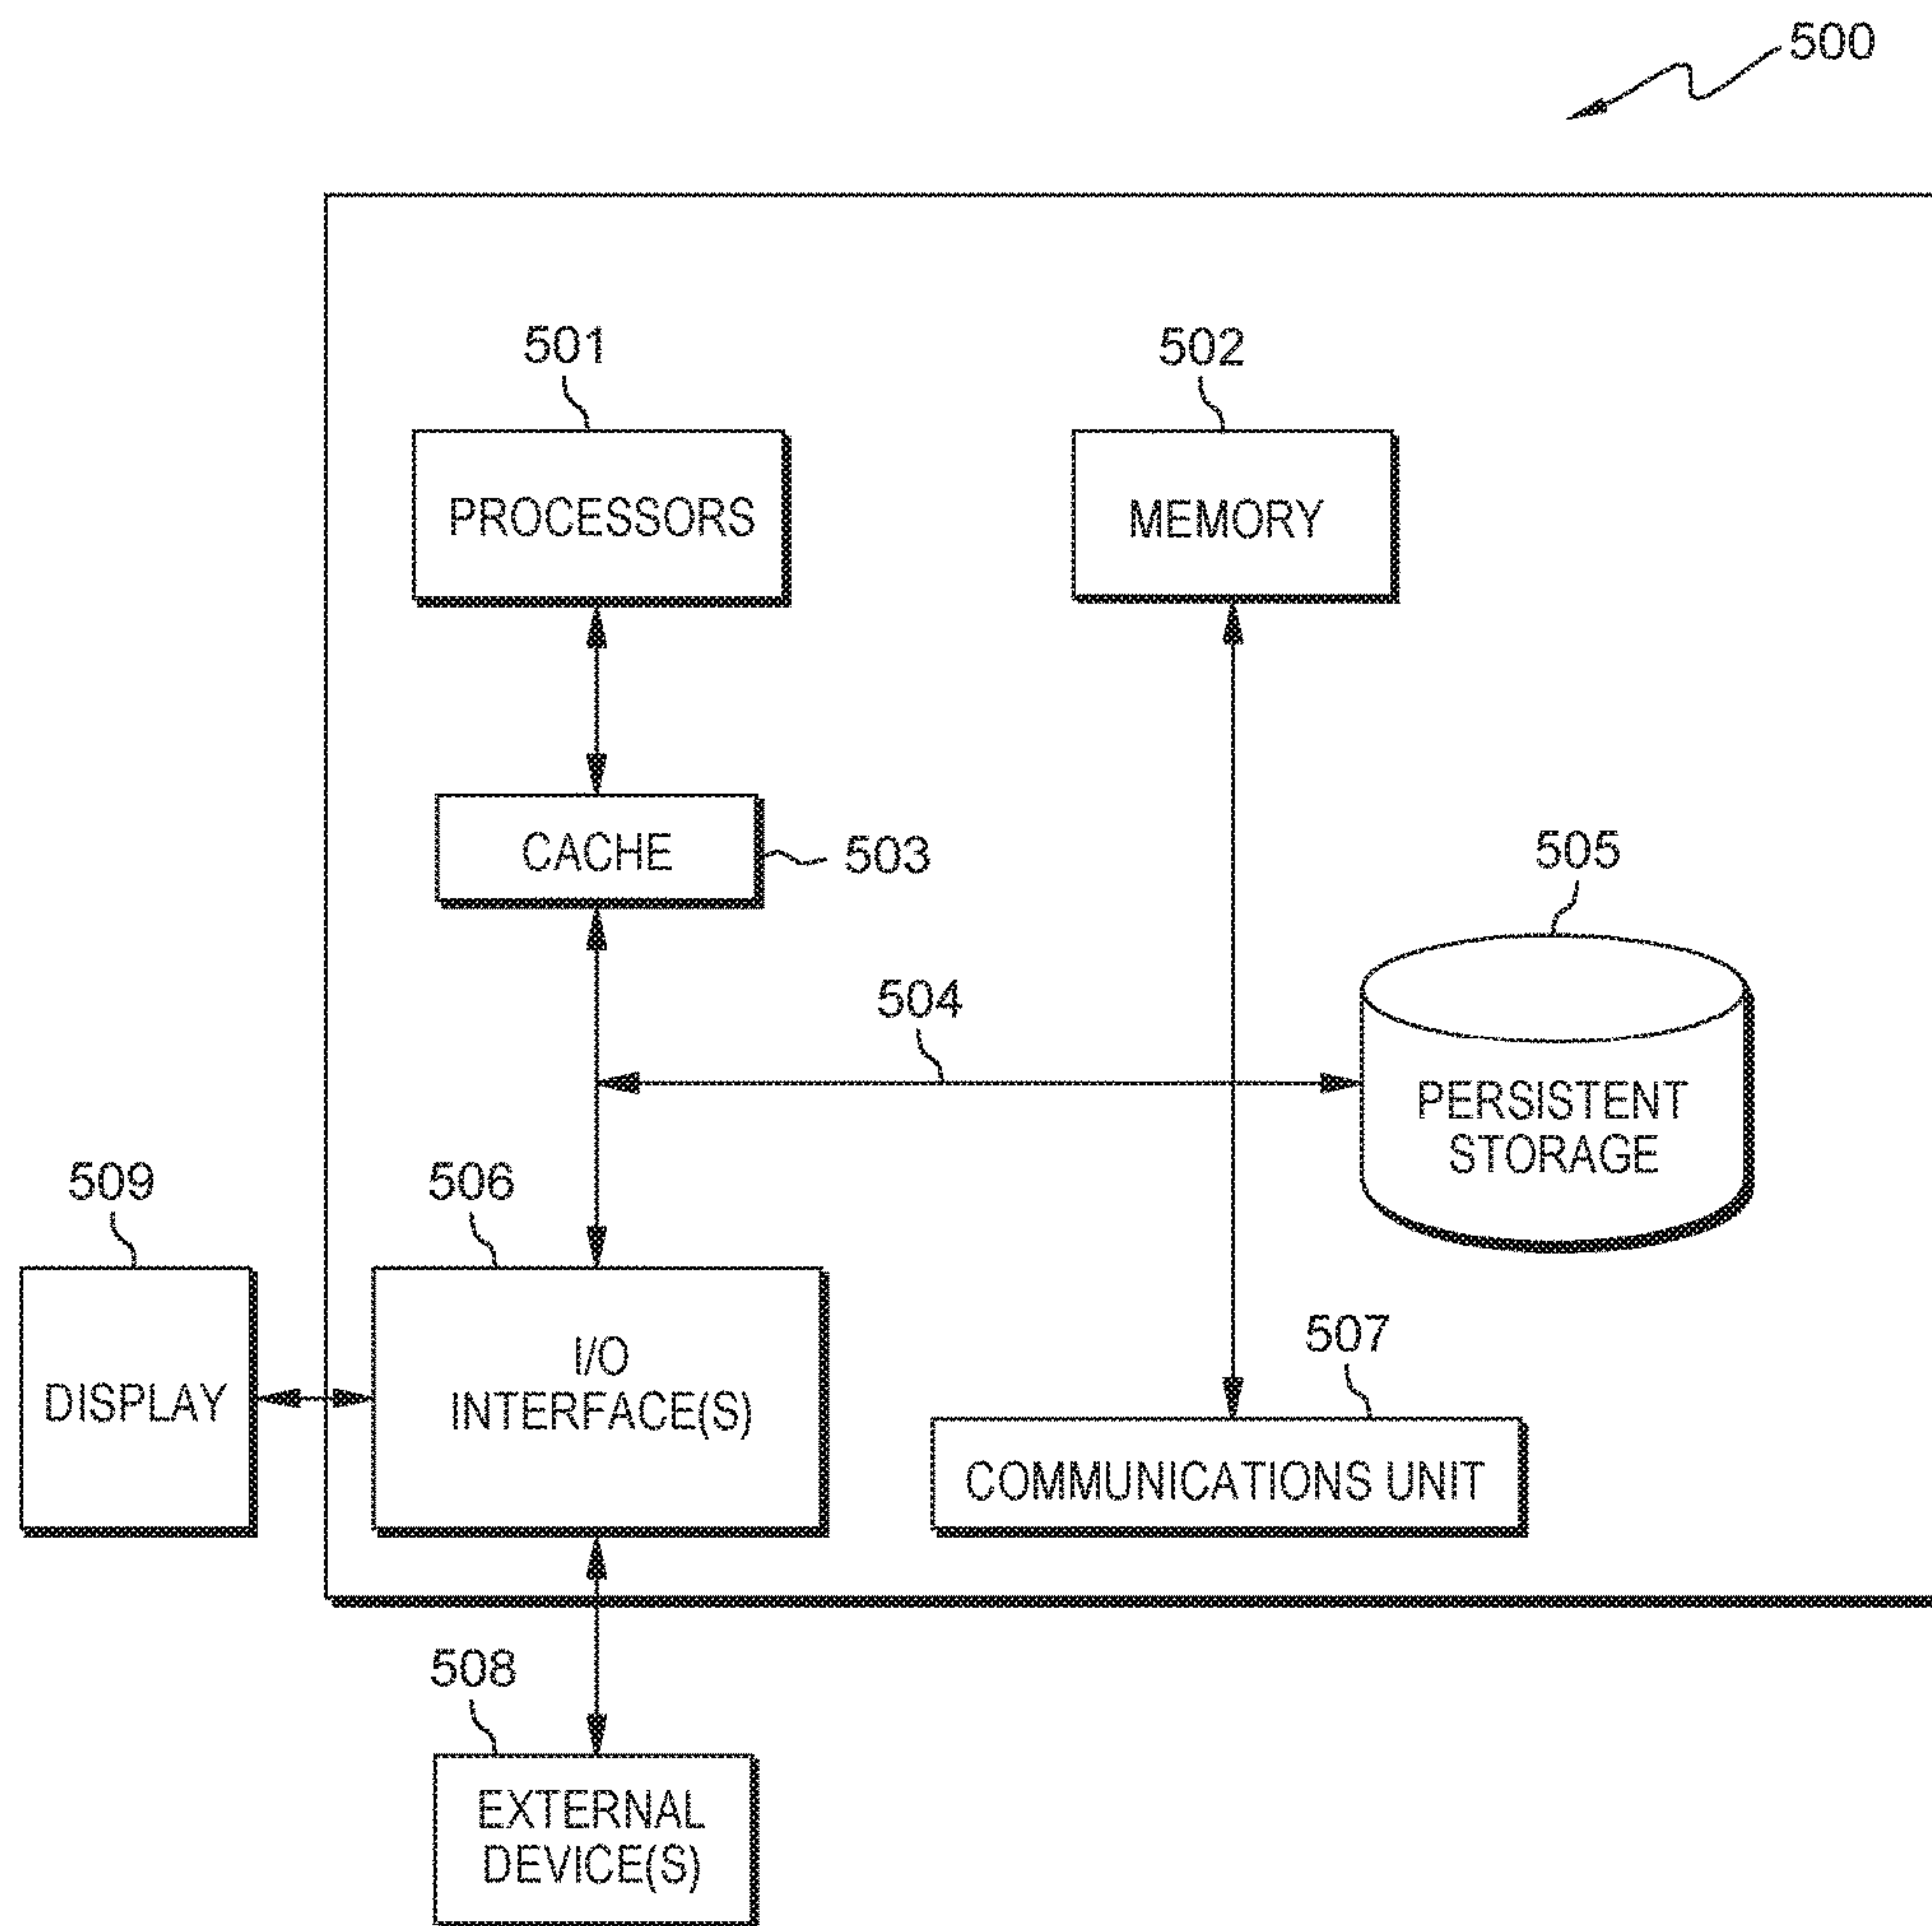 500
501
502
PROCESSORS
MEMORY
CACHE
503
505
504
PERSISTENT
STORAGE
509
506
507
DISPLAY
I/O
INTERFACE(S)
COMMUNICATIONS UNIT
508
EXTERNAL
DEVICE(S)